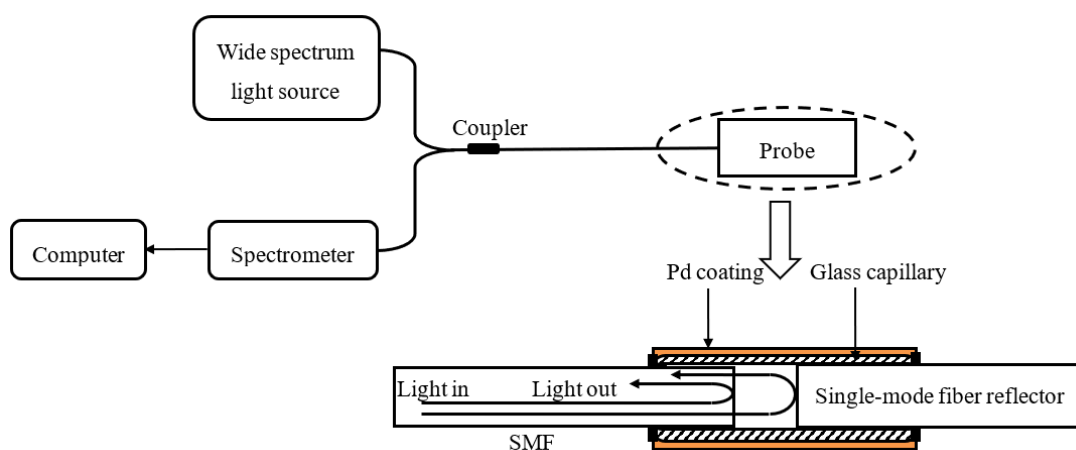 Wide spectrum
light source
Coupler
Probe
Computer
Spectrometer
Pd coating
Glass capillary
Light in
Light out
Single-mode fiber reflector
SMF